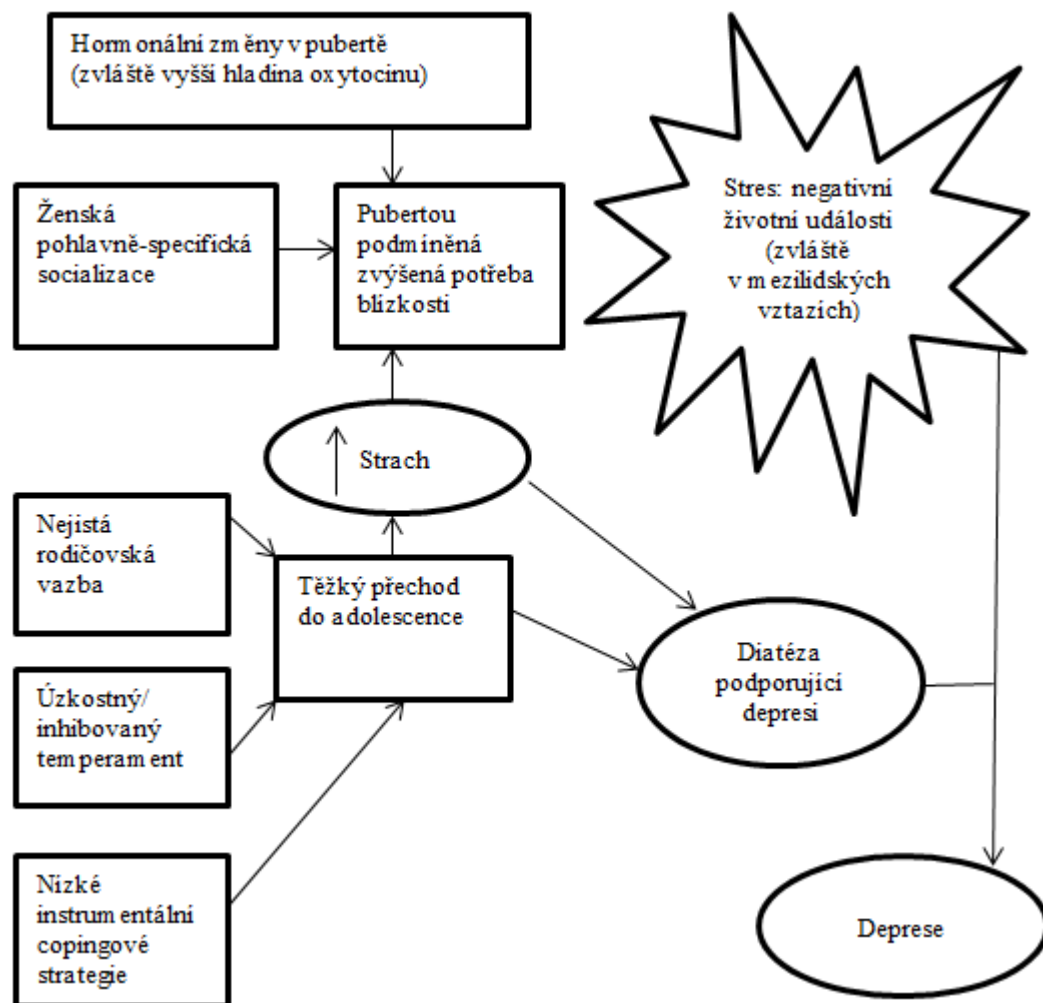 Hormonální změny v pubertě
(zvláště vyšší hladina oxytocinu)
Ženská
pohlavně-specifická
socializace
Pubertou
podmíněná
zvýšená potřeba
blízkosti
Stres: negativní
životní události
(zvláště
v mezilidských
vztazích)
Strach
Nejistá
rodičovská
vazba
Těžký přechod
do adolescence
Úzkostný/
inhibovaný
temperament
Diatéza
podporující
depresi
Nízké
instrumentální
copingové
strategie
Deprese